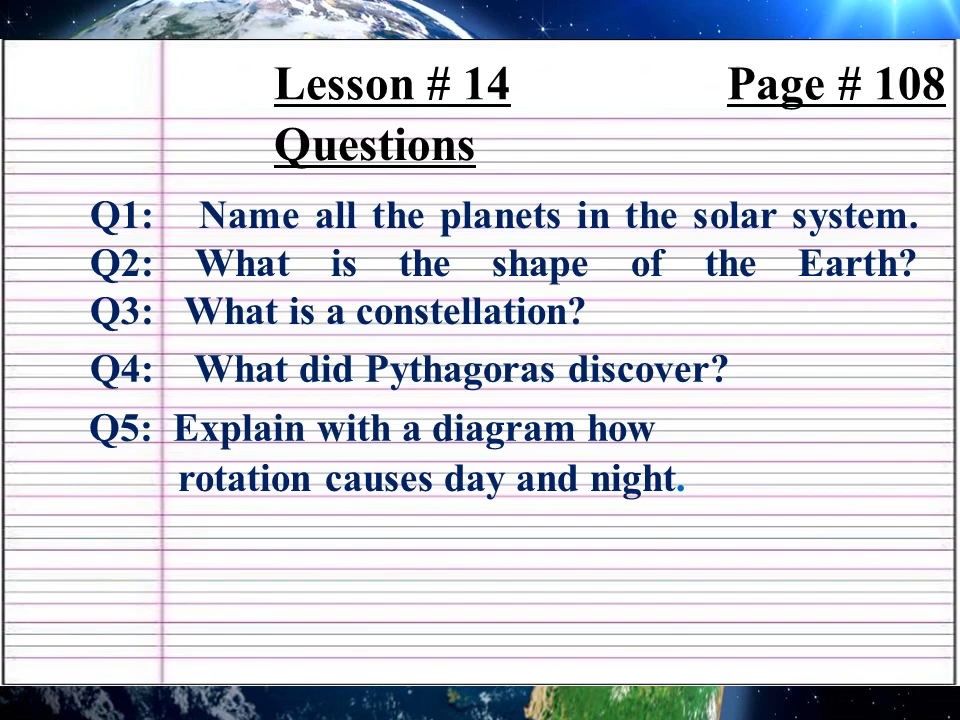 Lesson # 14 Page # 108
Questions
Q1: Name all the planets in the solar system.
Q2: What is the shape of the Earth?
Q3: What is a constellation?
Q4: What did Pythagoras discover?
Q5: Explain with a diagram how
rotation causes day and night.